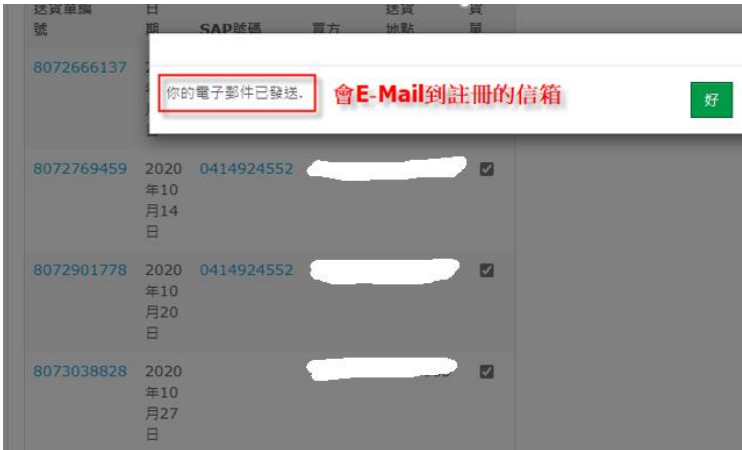 送貨單編 日 送貨 貨
號 期 SAP號碼 買方 地點 單
你的電子郵件已發送. 會E-Mail到註冊的信箱 好
8072666137
8072769459 2020 0414924552
年10
月14
日
8072901778 2020 0414924552
年10
月20
日
8073038828 2020
年10
月27
日